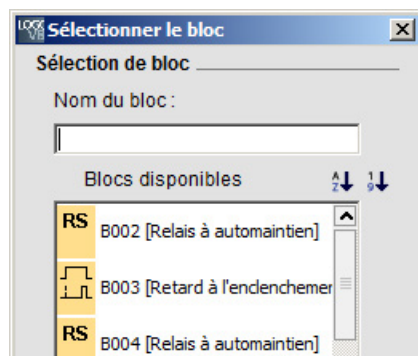 Sélectionner le bloc
Sélection de bloc
Nom du bloc :
Blocs disponibles
RS B002 [Relais à automaintien]
B003 [Retard à l'enclenchemer
RS B004 [Relais à automaintien]